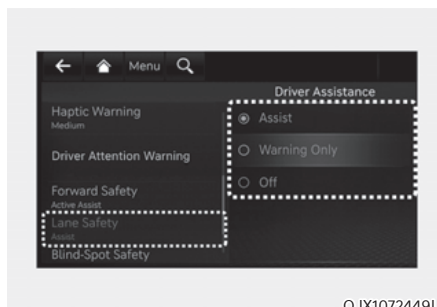 Menu
Driver Assistance
Haptic Warning
Medium
Driver Attention Warning
Forward Safety
Active Assist
Lane Safety
Assist
Blind-Spot Safety
Assist
Warning Only
Off
OJX1072449L